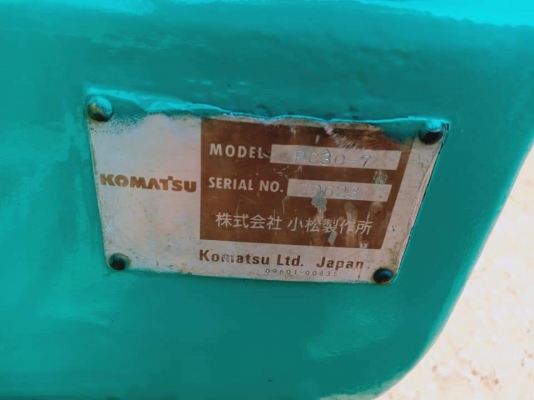 KOMATSU
MODEL PC30-7
SERIAL NO.
株式会社 小松製作所
Komatsu Ltd. Japan